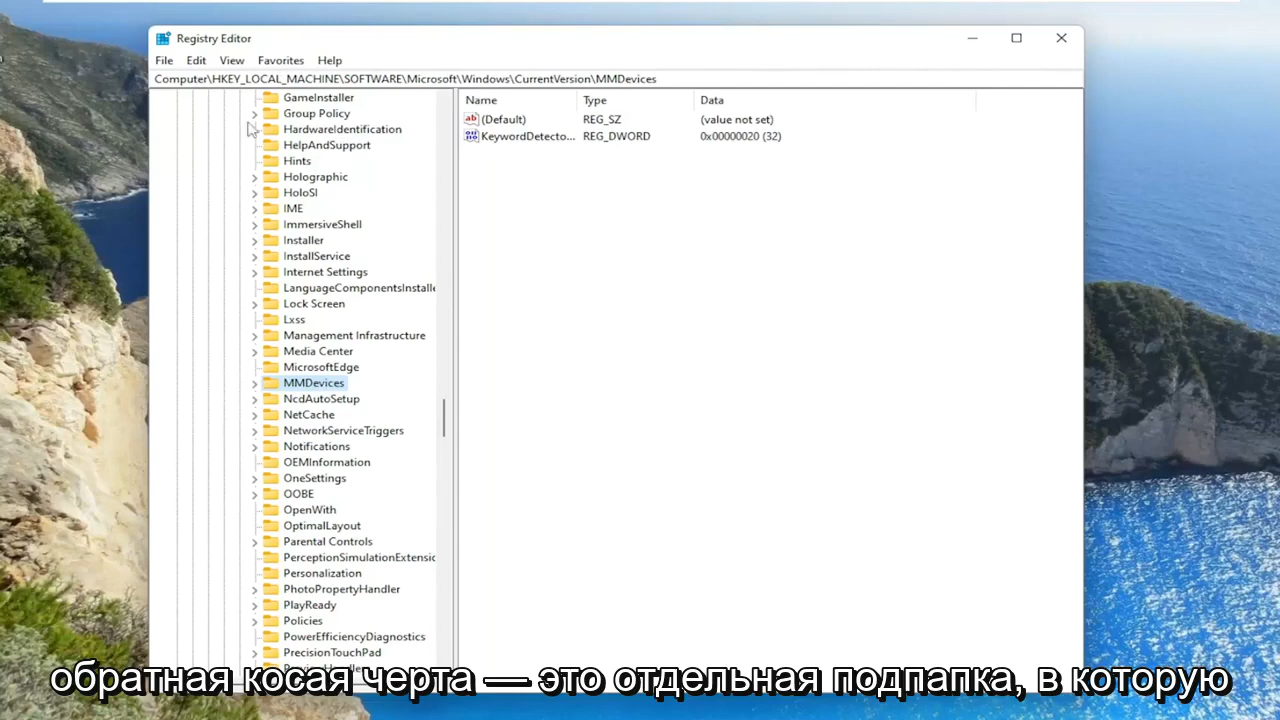 Registry Editor
File Edit View Favorites Help
Computer\HKEY_LOCAL_MACHINE\SOFTWARE\Microsoft\Windows\CurrentVersion\MMDevices
GameInstaller
Group Policy
HardwareIdentification
HelpAndSupport
Hints
Holographic
HoloSI
IME
ImmersiveShell
Installer
InstallService
Internet Settings
LanguageComponentsInstalle
Lock Screen
Lxss
Management Infrastructure
Media Center
MicrosoftEdge
MMDevices
NcdAutoSetup
NetCache
NetworkServiceTriggers
Notifications
OEMInformation
OneSettings
OOBE
OpenWith
OptimalLayout
Parental Controls
PerceptionSimulationExtensio
Personalization
PhotoPropertyHandler
PlayReady
Policies
PowerEfficiencyDiagnostics
PrecisionTouchPad
Name Type Data
(Default) REG_SZ (value not set)
KeywordDetecto... REG_DWORD 0x00000020 (32)
обратная косая черта — это отдельная подпапка, в которую